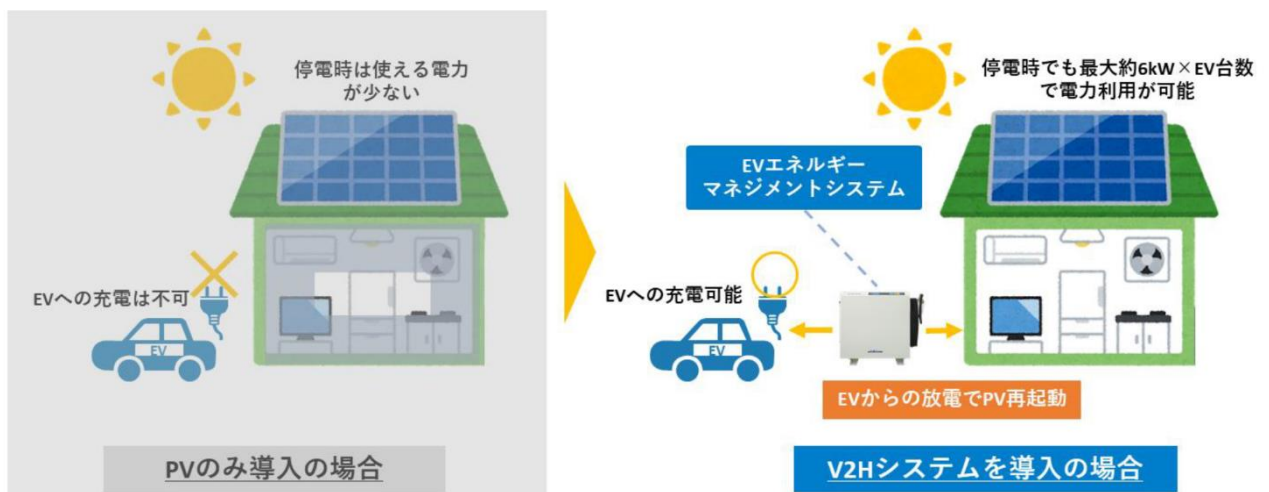 停電時は使える電力
が少ない
EVへの充電は不可
EV
PVのみ導入の場合
停電時でも最大約6kW×EV台数
で電力利用が可能
EVエネルギー
マネジメントシステム
EVへの充電可能
EV
EVからの放電でPV再起動
V2Hシステムを導入の場合